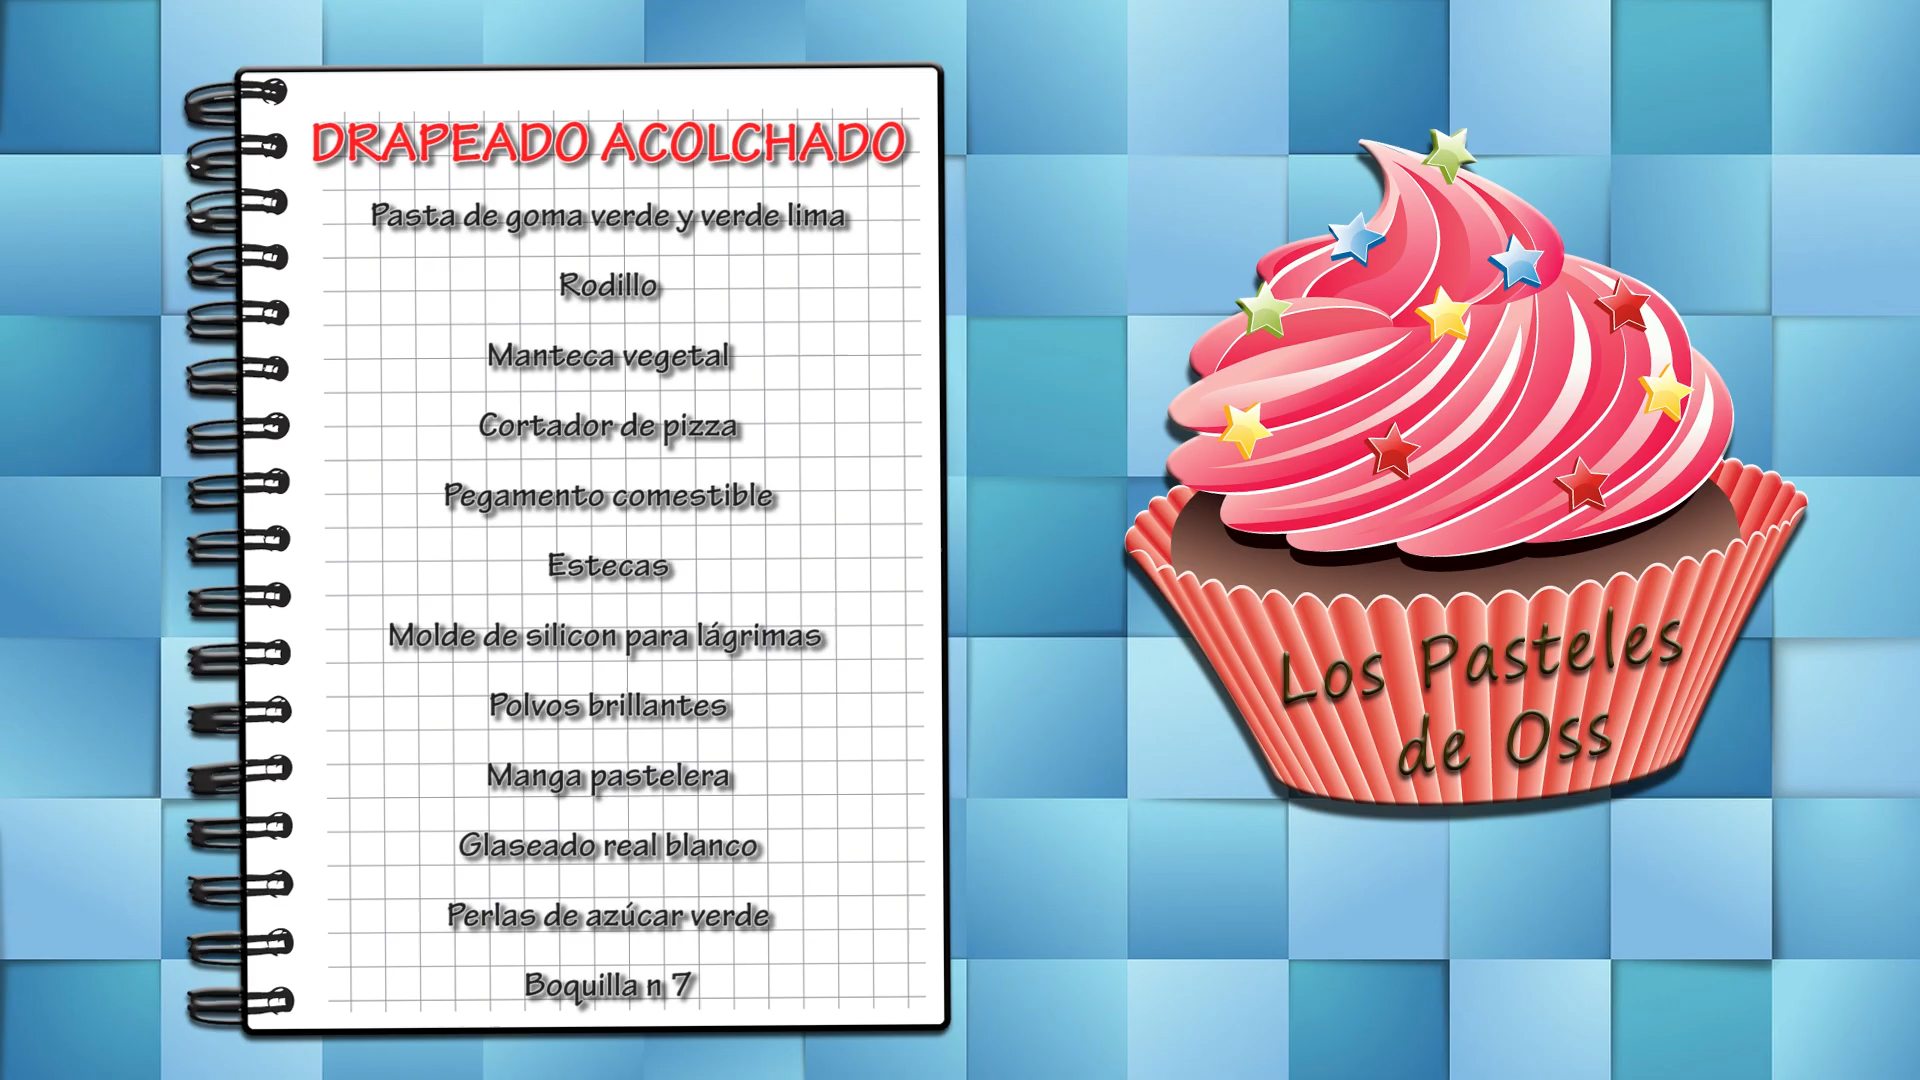 DRAPEADO ACOLCHADO
Pasta de goma verde y verde lima
Rodillo
Manteca vegetal
Cortador de pizza
Pegamento comestible
Estecas
Molde de silicon para lágrimas
Polvos brillantes
Manga pastelera
Glaseado real blanco
Perlas de azúcar verde
Boquilla n 7
Los Pasteles
de Oss